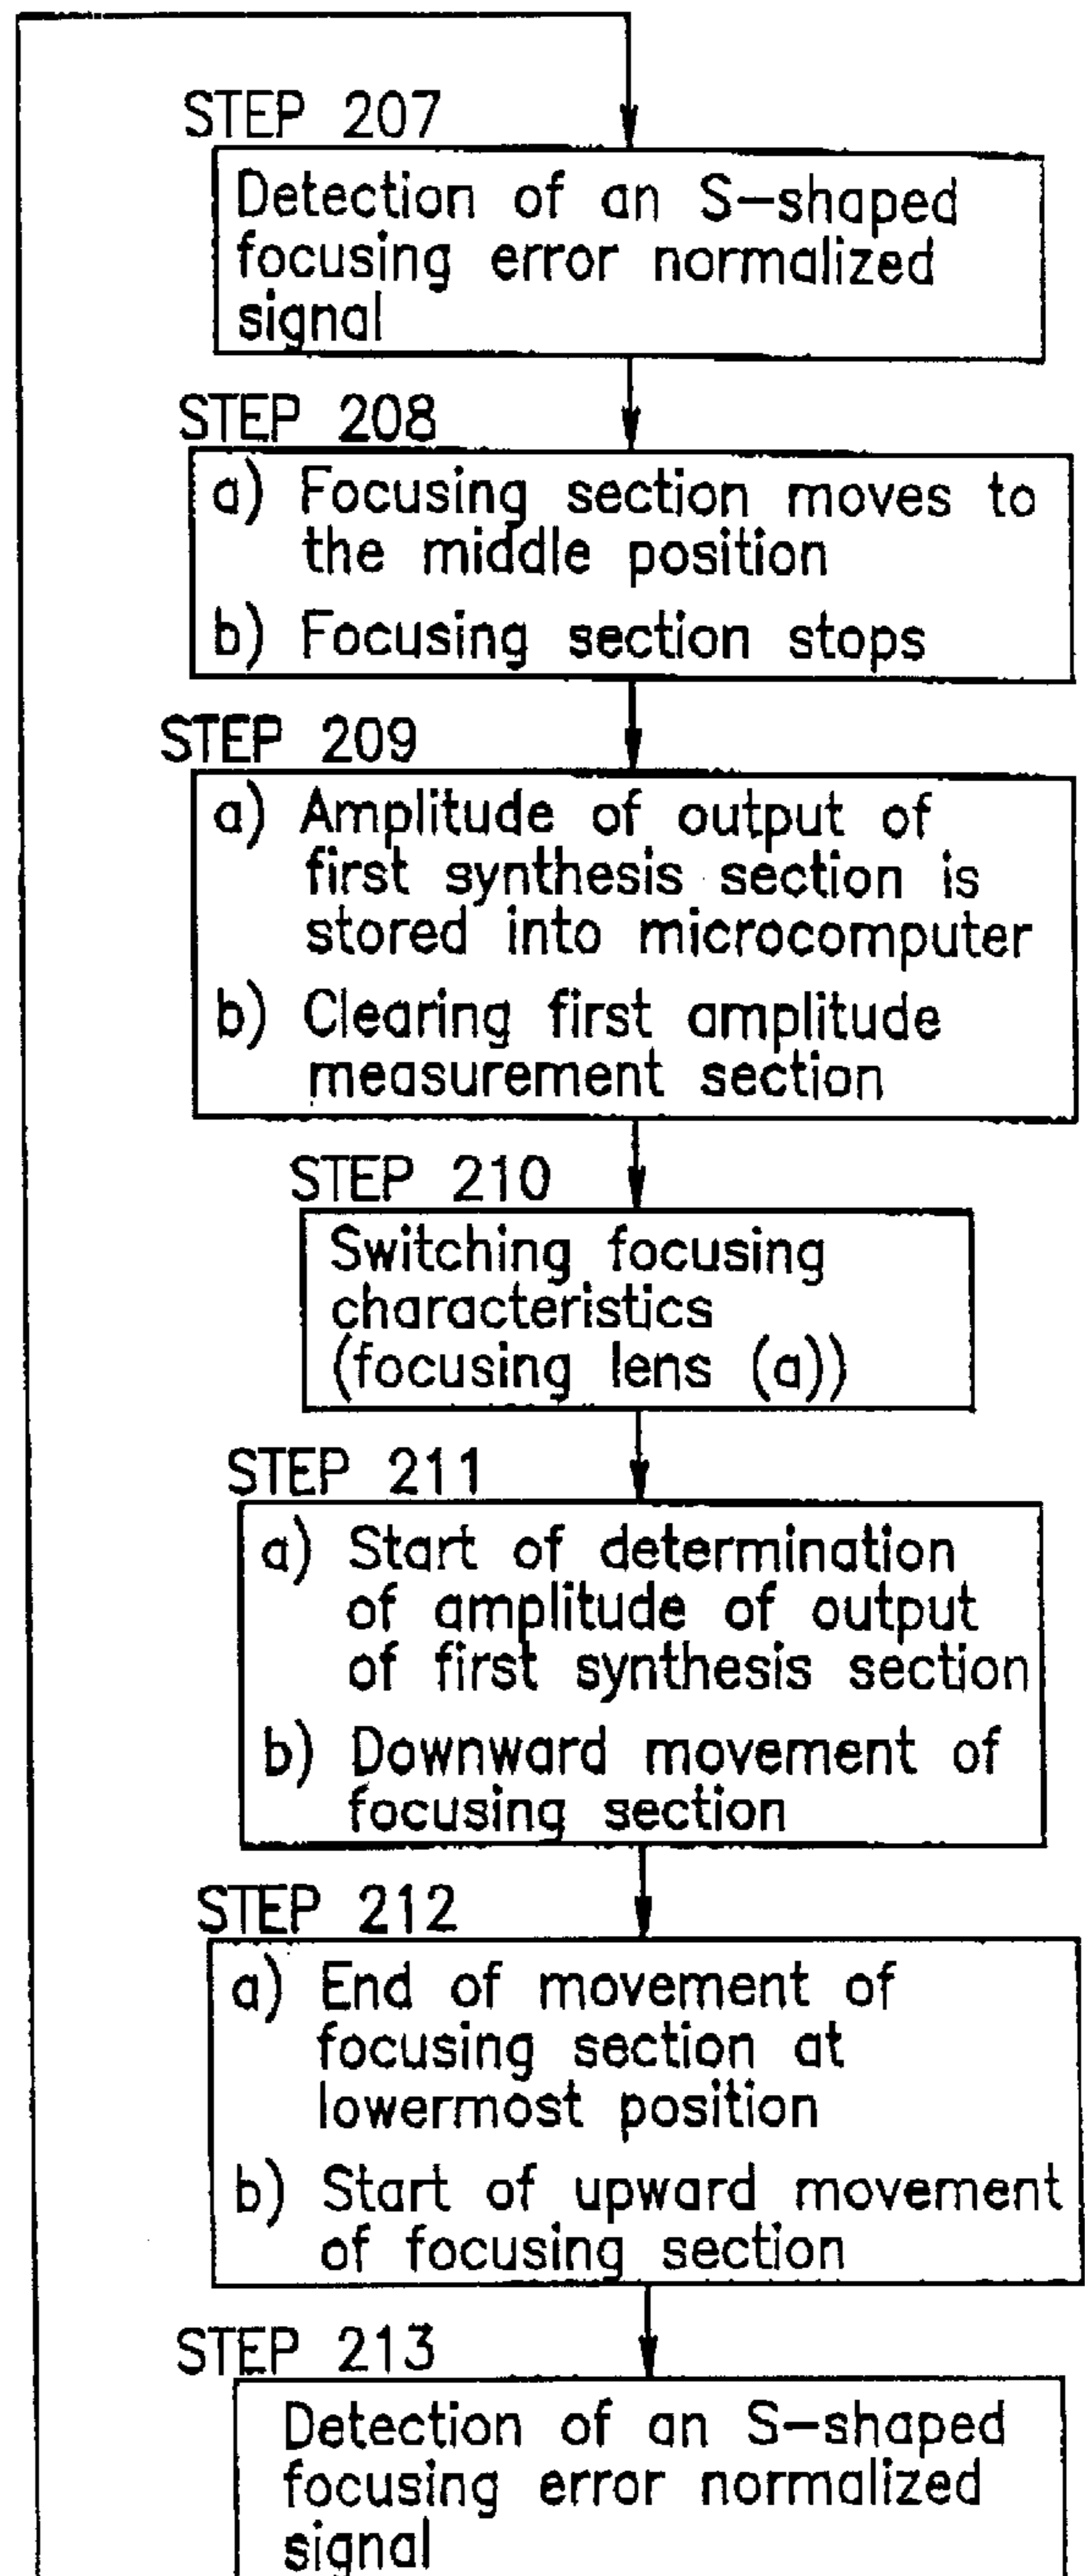 STEP 207
Detection of an S-shaped
focusing error normalized
signal
STEP 208
a) Focusing section moves to
the middle position
b) Focusing section stops
STEP 209
a) Amplitude of output of
first synthesis section is
stored into microcomputer
b) Clearing first amplitude
measurement section
STEP 210
Switching focusing
characteristics
(focusing lens (a))
STEP 211
a) Start of determination
of amplitude of output
of first synthesis section
b) Downward movement of
focusing section
STEP 212
a) End of movement of
focusing section at
lowermost position
b) Start of upward movement
of focusing section
STEP 213
Detection of an S-shaped
focusing error normalized
signal